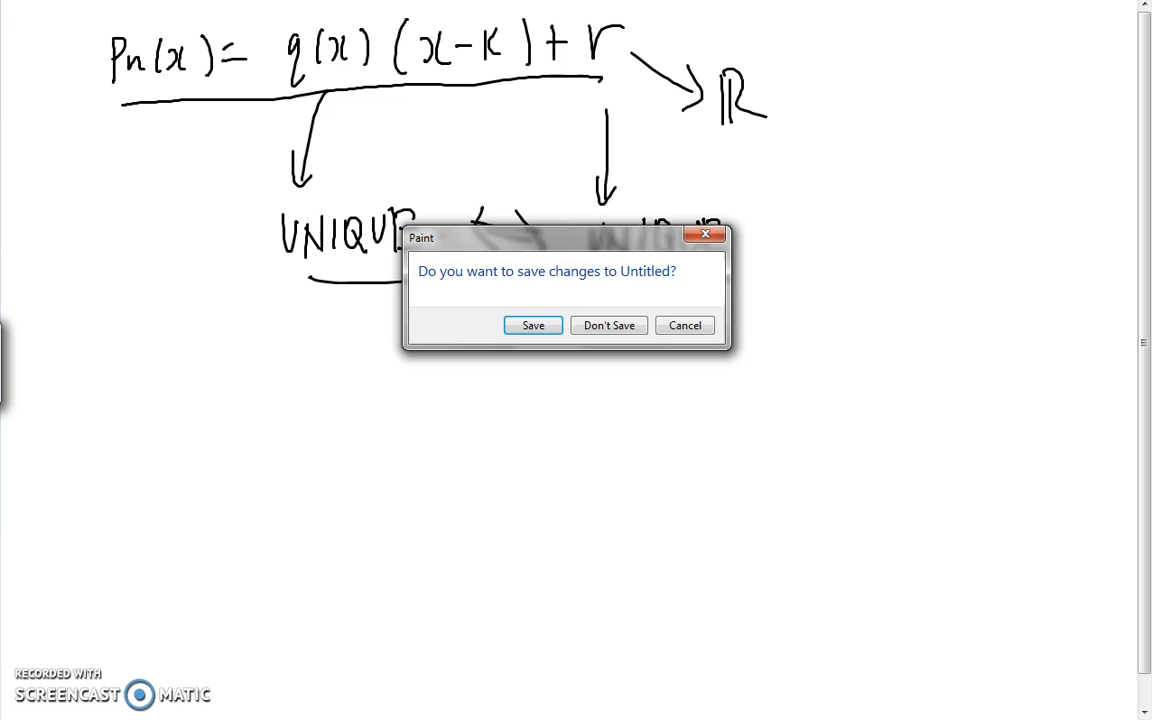 Pn(x) = q(x) (x-K) + r
ℝ
UNIQUE <=> UNIQUE
Paint
Do you want to save changes to Untitled?
Save Don't Save Cancel
RECORDED WITH
SCREENCAST MATIC